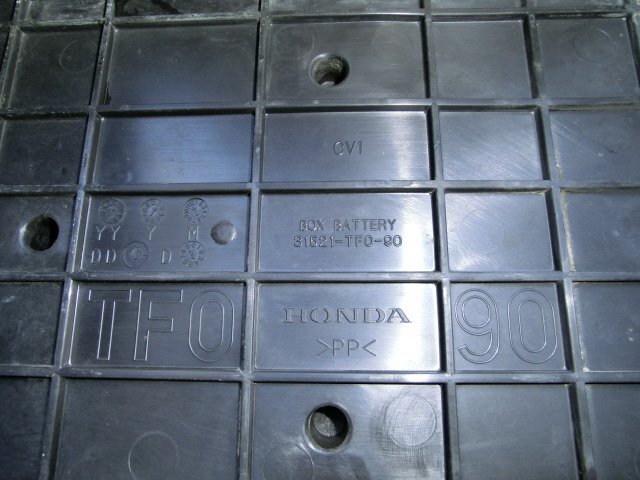 CV1
YY Y M
DD D
BOX BATTERY
31521-TF0-90
TF0
HONDA
>PP<
90